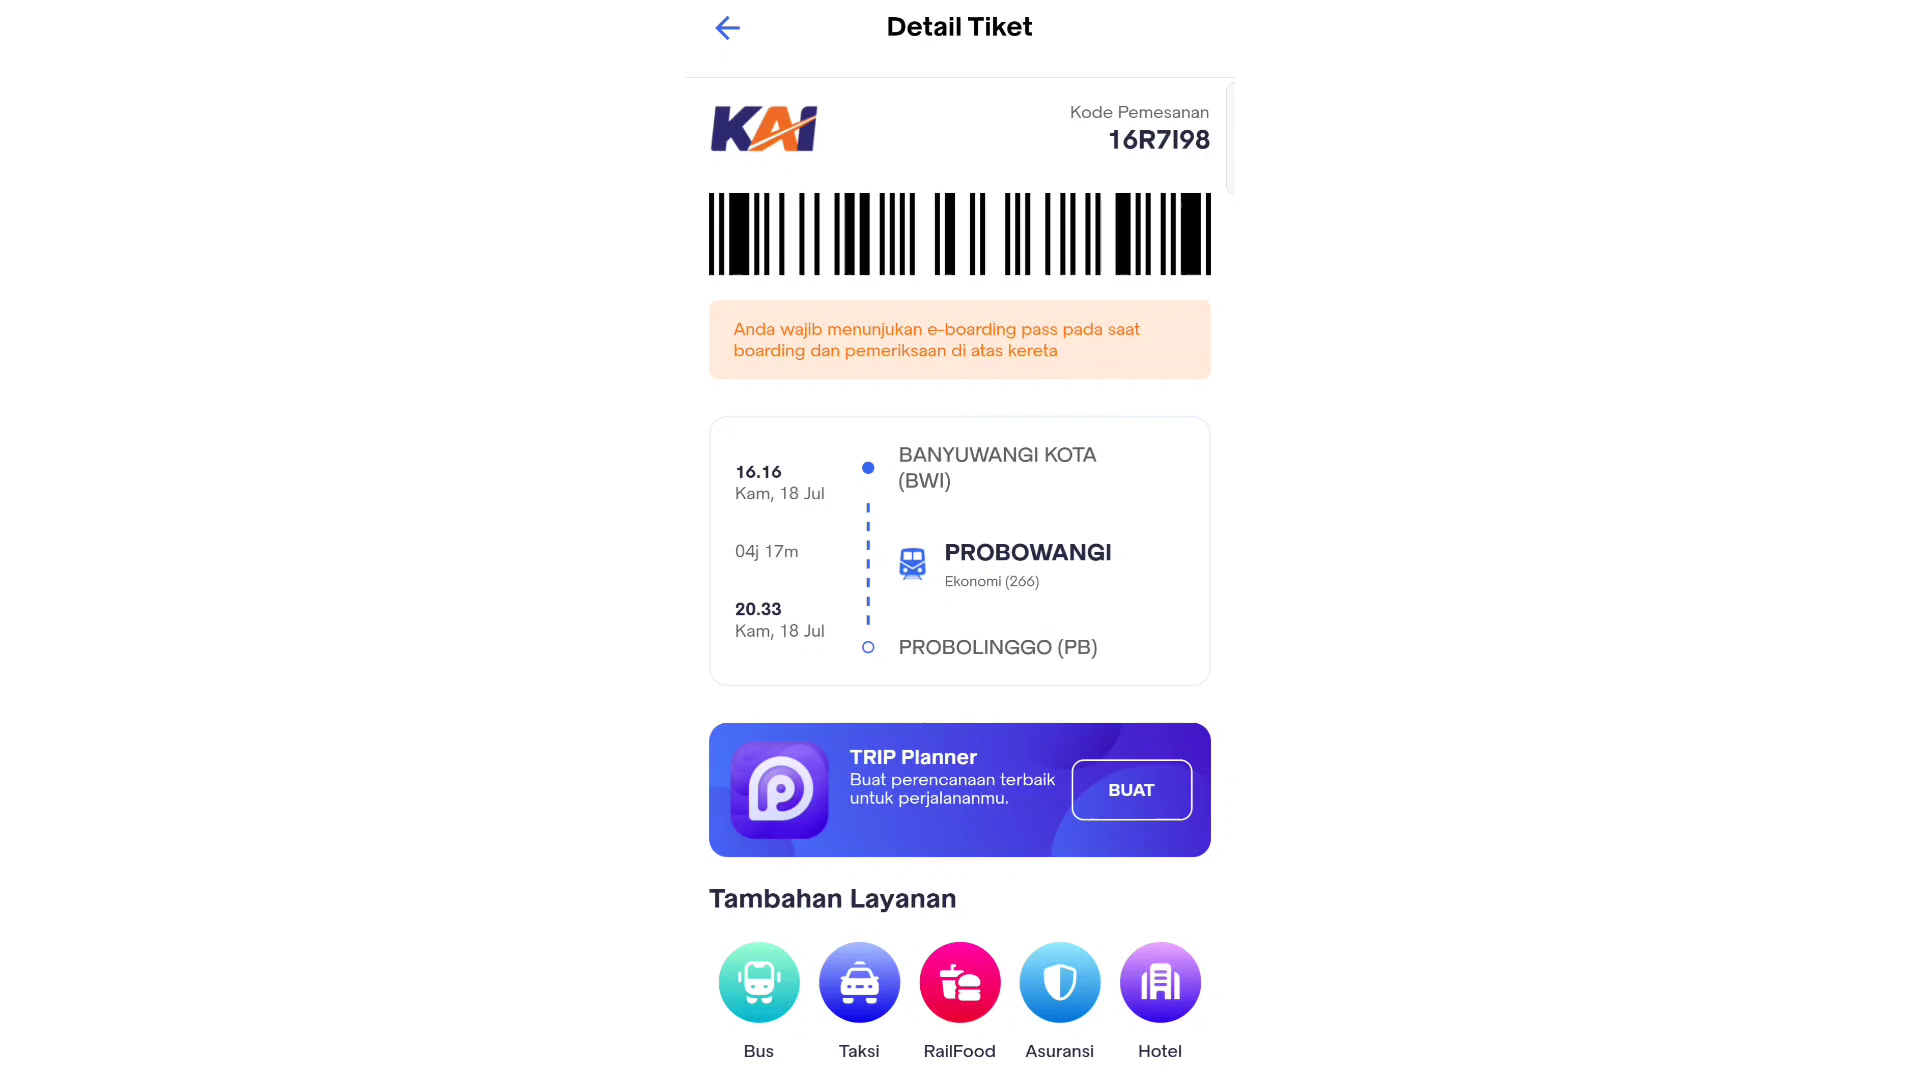 Detail Tiket
KAI
Kode Pemesanan
16R7I98
Anda wajib menunjukan e-boarding pass pada saat
boarding dan pemeriksaan di atas kereta
16.16
Kam, 18 Jul
BANYUWANGI KOTA
(BWI)
04j 17m
PROBOWANGI
Ekonomi (266)
20.33
Kam, 18 Jul
PROBOLINGGO (PB)
TRIP Planner
Buat perencanaan terbaik
untuk perjalananmu.
BUAT
Tambahan Layanan
Bus
Taksi
RailFood
Asuransi
Hotel